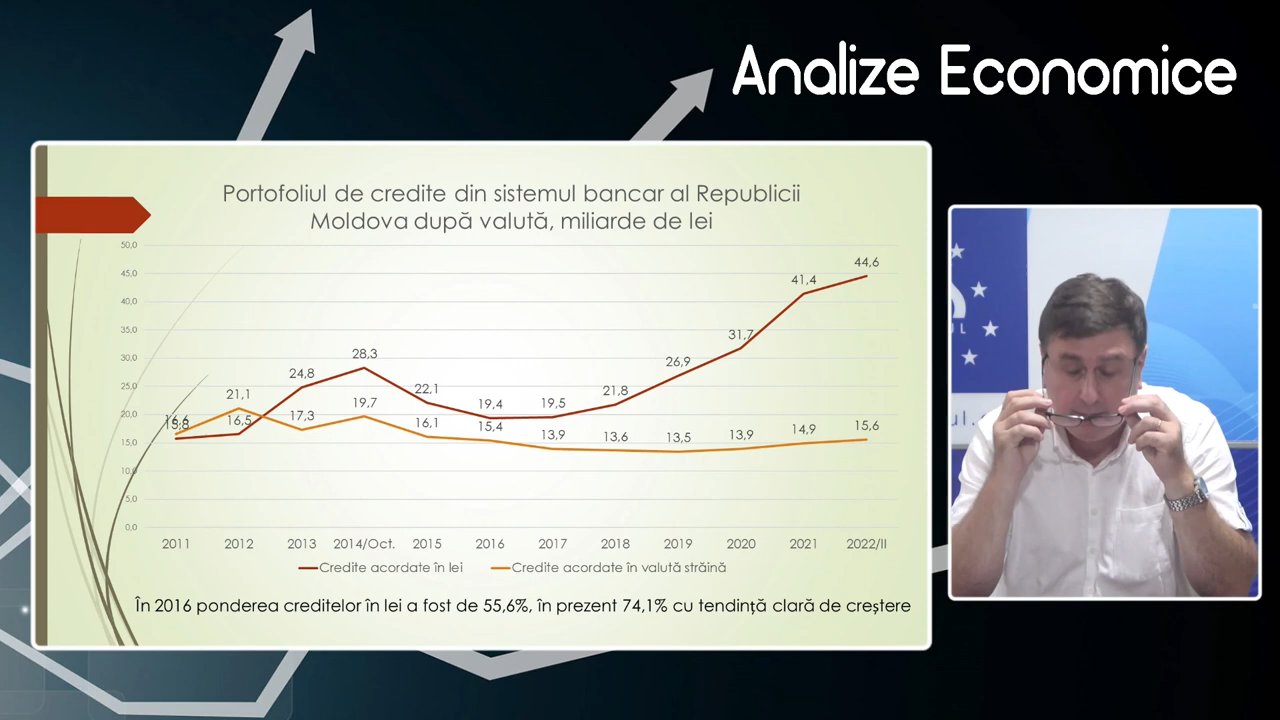 Analize Economice
Portofoliul de credite din sistemul bancar al Republicii
Moldova după valută, miliarde de lei
50,0
45,0
40,0
35,0
30,0
25,0
20,0
15,0
10,0
5,0
0,0
16,6 21,1 17,3 19,7 16,1 15,4 13,9 13,6 13,5 13,9 14,9 15,6
15,8 16,5 24,8 28,3 22,1 19,4 19,5 21,8 26,9 31,7 41,4 44,6
2011 2012 2013 2014/Oct. 2015 2016 2017 2018 2019 2020 2021 2022/II
Credite acordate în lei Credite acordate în valută străină
În 2016 ponderea creditelor în lei a fost de 55,6%, în prezent 74,1% cu tendință clară de creștere